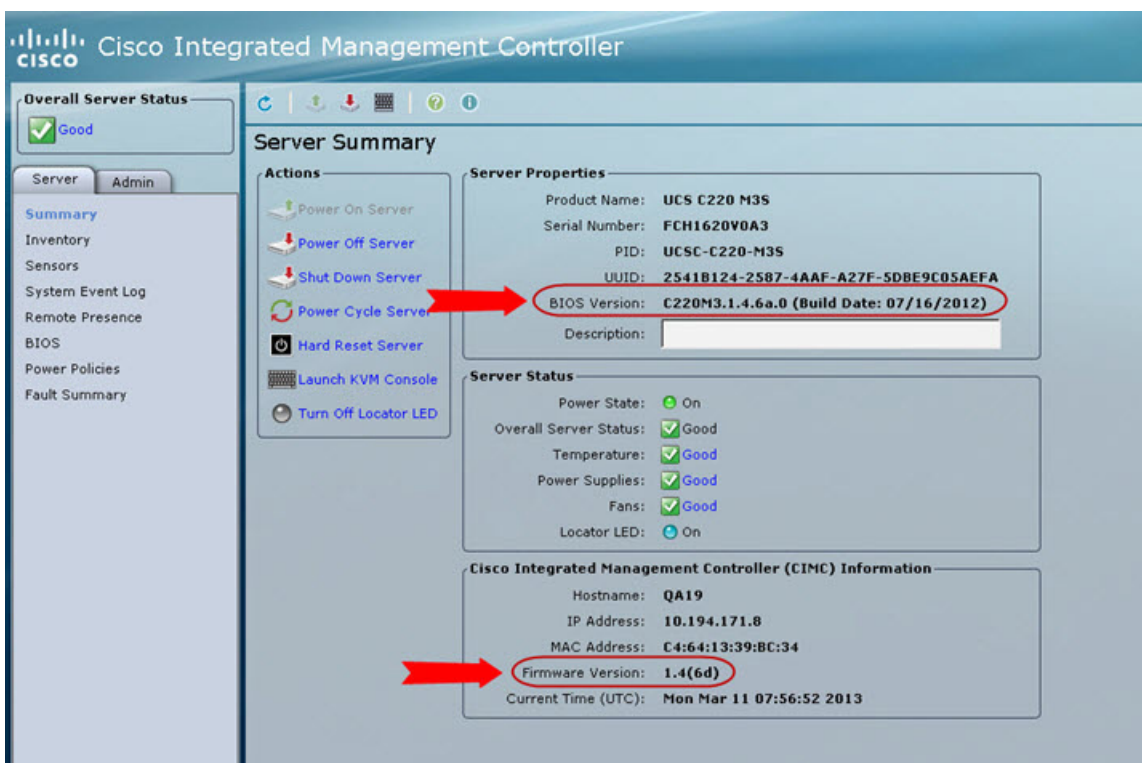 CISCO
Cisco Integrated Management Controller
Overall Server Status
Good
Server
Admin
Summary
Inventory
Sensors
System Event Log
Remote Presence
BIOS
Power Policies
Fault Summary
Server Summary
Actions
Power On Server
Power Off Server
Shut Down Server
Power Cycle Server
Hard Reset Server
Launch KVM Console
Turn Off Locator LED
Server Properties
Product Name: UCS C220 M3S
Serial Number: FCH1620V0A3
PID: UCSC-C220-M3S
UUID: 2541B124-2587-4AAF-A27F-5DBE9C05AEFA
BIOS Version: C220M3.1.4.6a.0 (Build Date: 07/16/2012)
Description:
Server Status
Power State: On
Overall Server Status: Good
Temperature: Good
Power Supplies: Good
Fans: Good
Locator LED: On
Cisco Integrated Management Controller (CIMC) Information
Hostname: QA19
IP Address: 10.194.171.8
MAC Address: C4:64:13:39:BC:34
Firmware Version: 1.4(6d)
Current Time (UTC): Mon Mar 11 07:56:52 2013